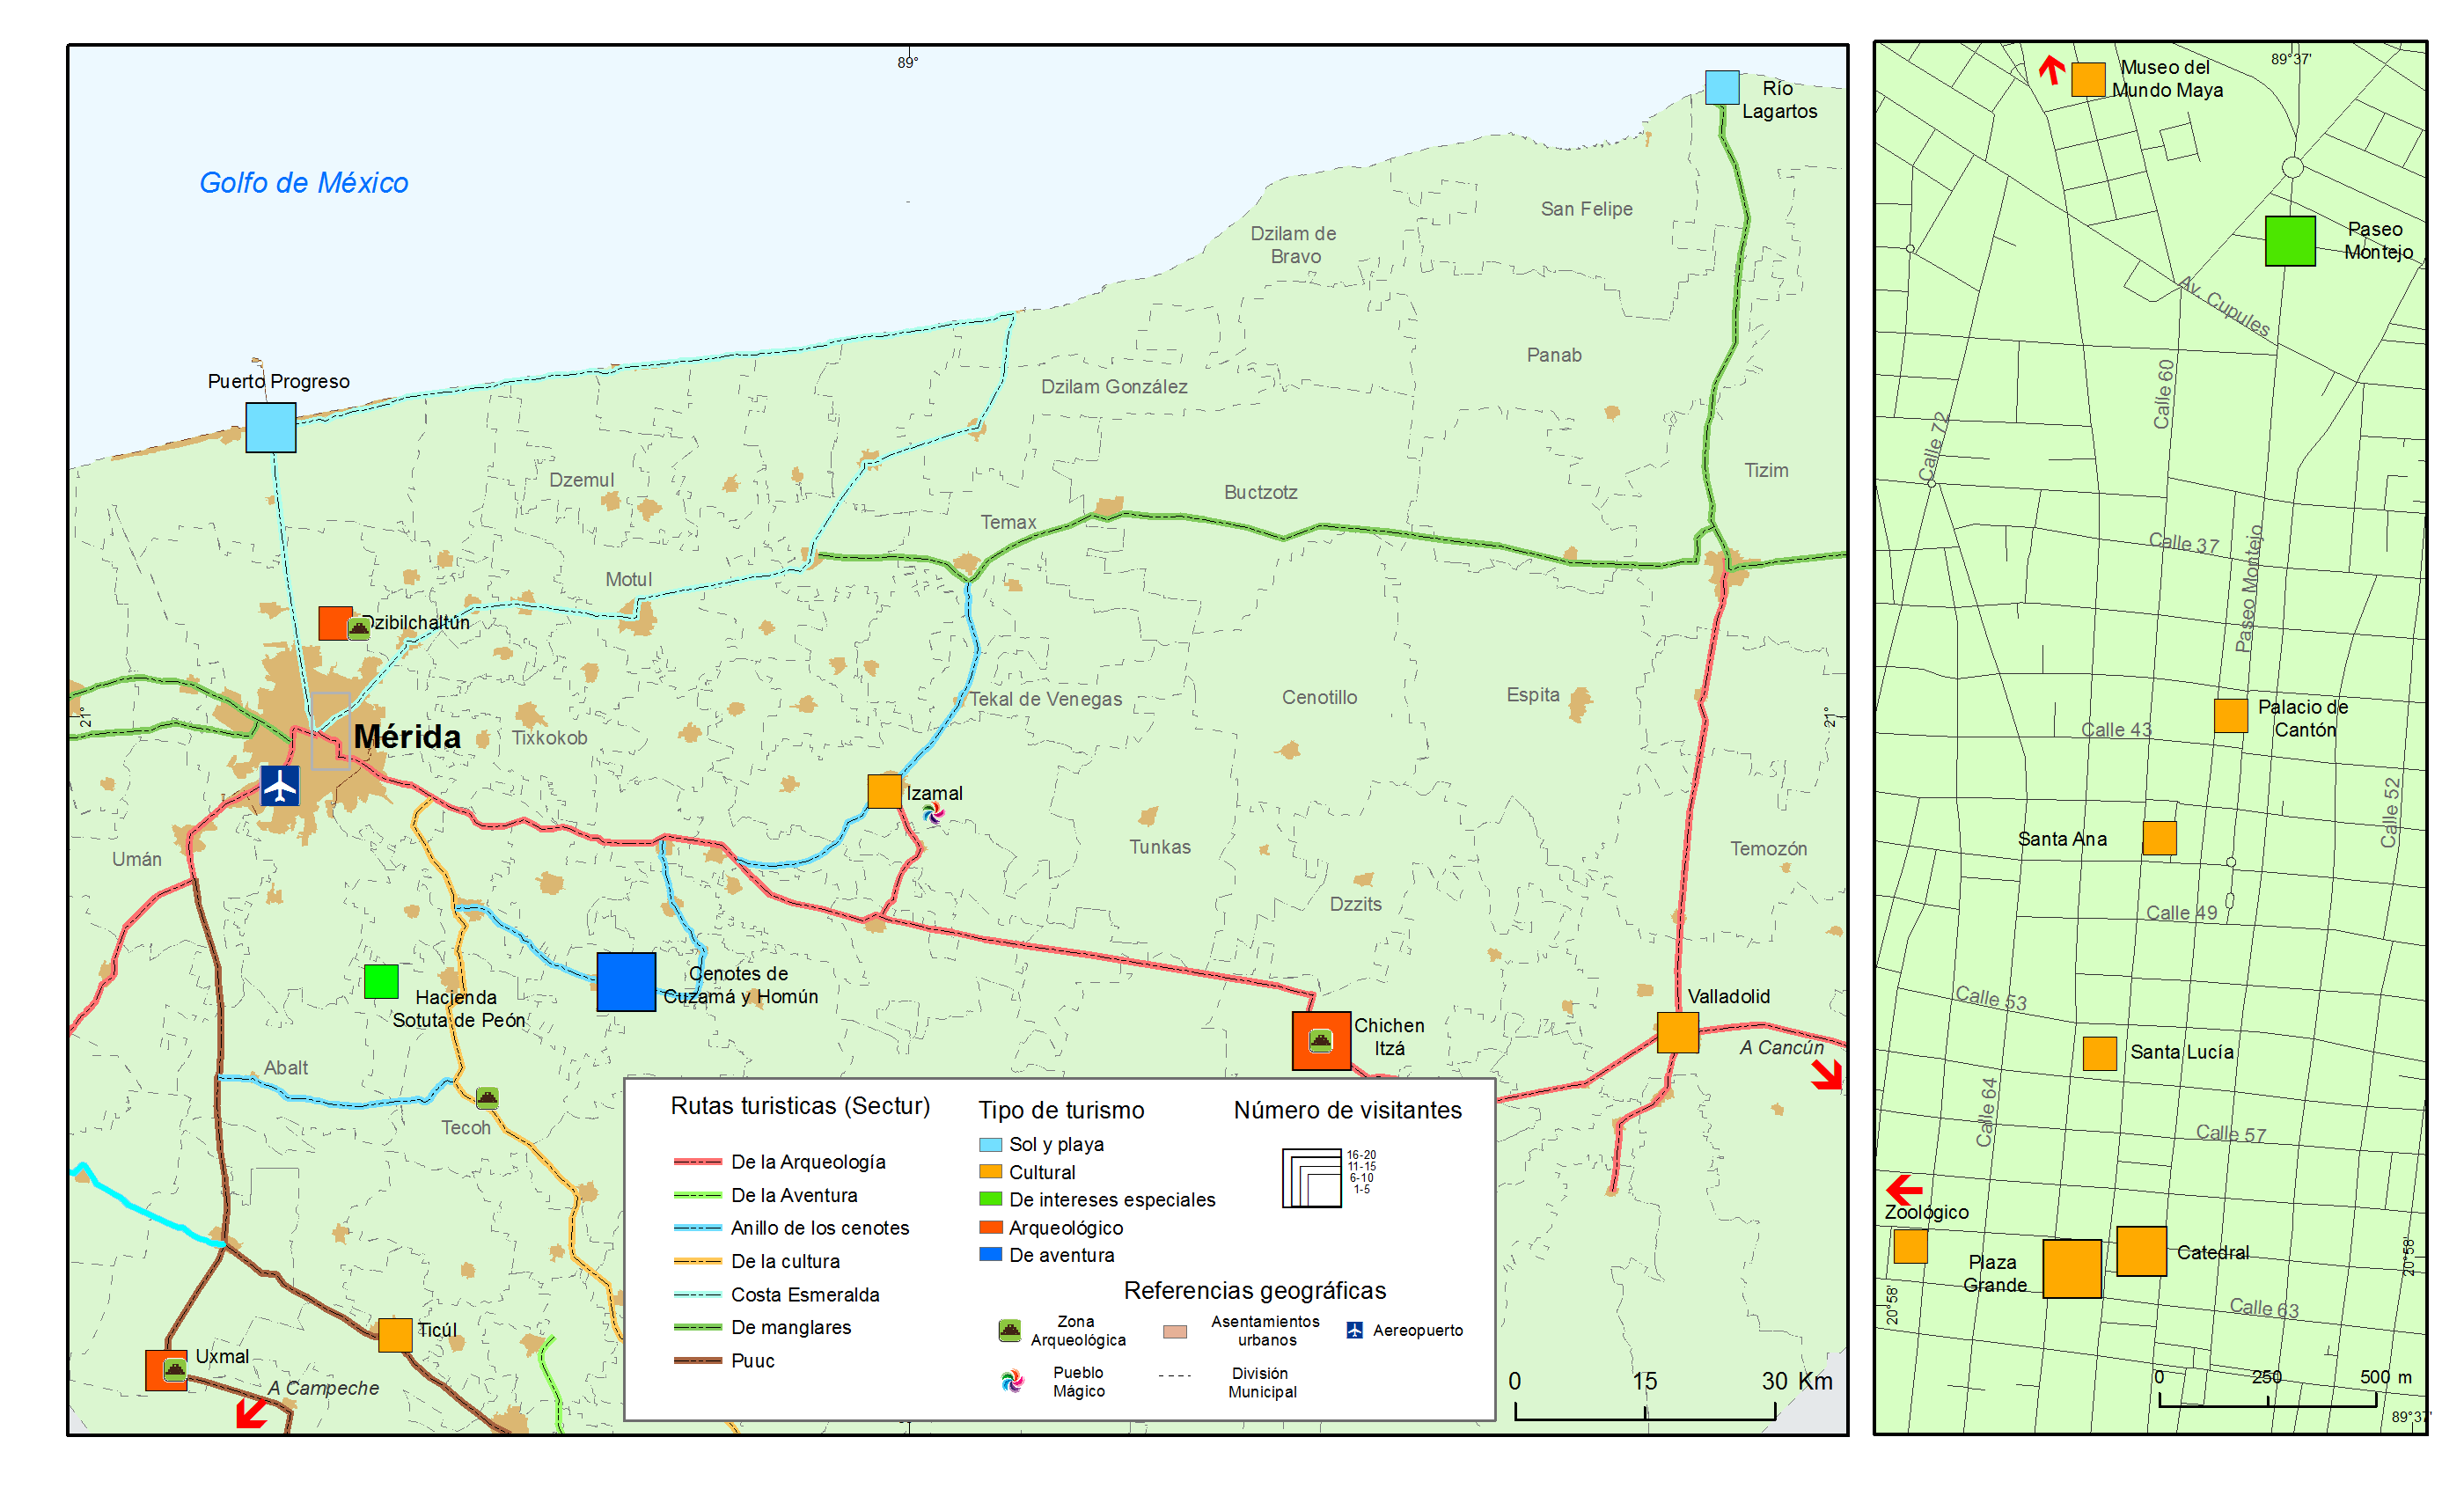 89°
Río
Lagartos
Golfo de México
San Felipe
Dzilam de
Bravo
Panab
Puerto Progreso
Dzilam González
Dzemul
Tizim
Buctzotz
Temax
Motul
Dzibilchaltún
Tekal de Venegas
Cenotillo
Espita
21°
21°
Mérida
Tixkokob
Izamal
Umán
Tunkas
Temozón
Dzzits
Cenotes de
Cuzamá y Homún
Hacienda
Sotuta de Peón
Valladolid
Chichen
Itzá
A Cancún
Abalt
Tecoh
Ticúl
Uxmal
A Campeche
Rutas turisticas (Sectur)
De la Arqueología
De la Aventura
Anillo de los cenotes
De la cultura
Costa Esmeralda
De manglares
Puuc
Tipo de turismo
Sol y playa
Cultural
De intereses especiales
Arqueológico
De aventura
Número de visitantes
16-20
11-15
6-10
1-5
Referencias geográficas
Zona
Arqueológica
Asentamientos
urbanos
Aereopuerto
Pueblo
Mágico
División
Municipal
0 15 30 Km
89°37'
Museo del
Mundo Maya
Paseo
Montejo
Av. Cupules
Calle 60
Calle 72
Calle 37
Paseo Montejo
Palacio de
Cantón
Calle 43
Calle 52
Santa Ana
Calle 49
Calle 53
Santa Lucía
Calle 64
Calle 57
Zoológico
Plaza
Grande
Catedral
20°58'
20°58'
Calle 63
0 250 500 m
89°37'